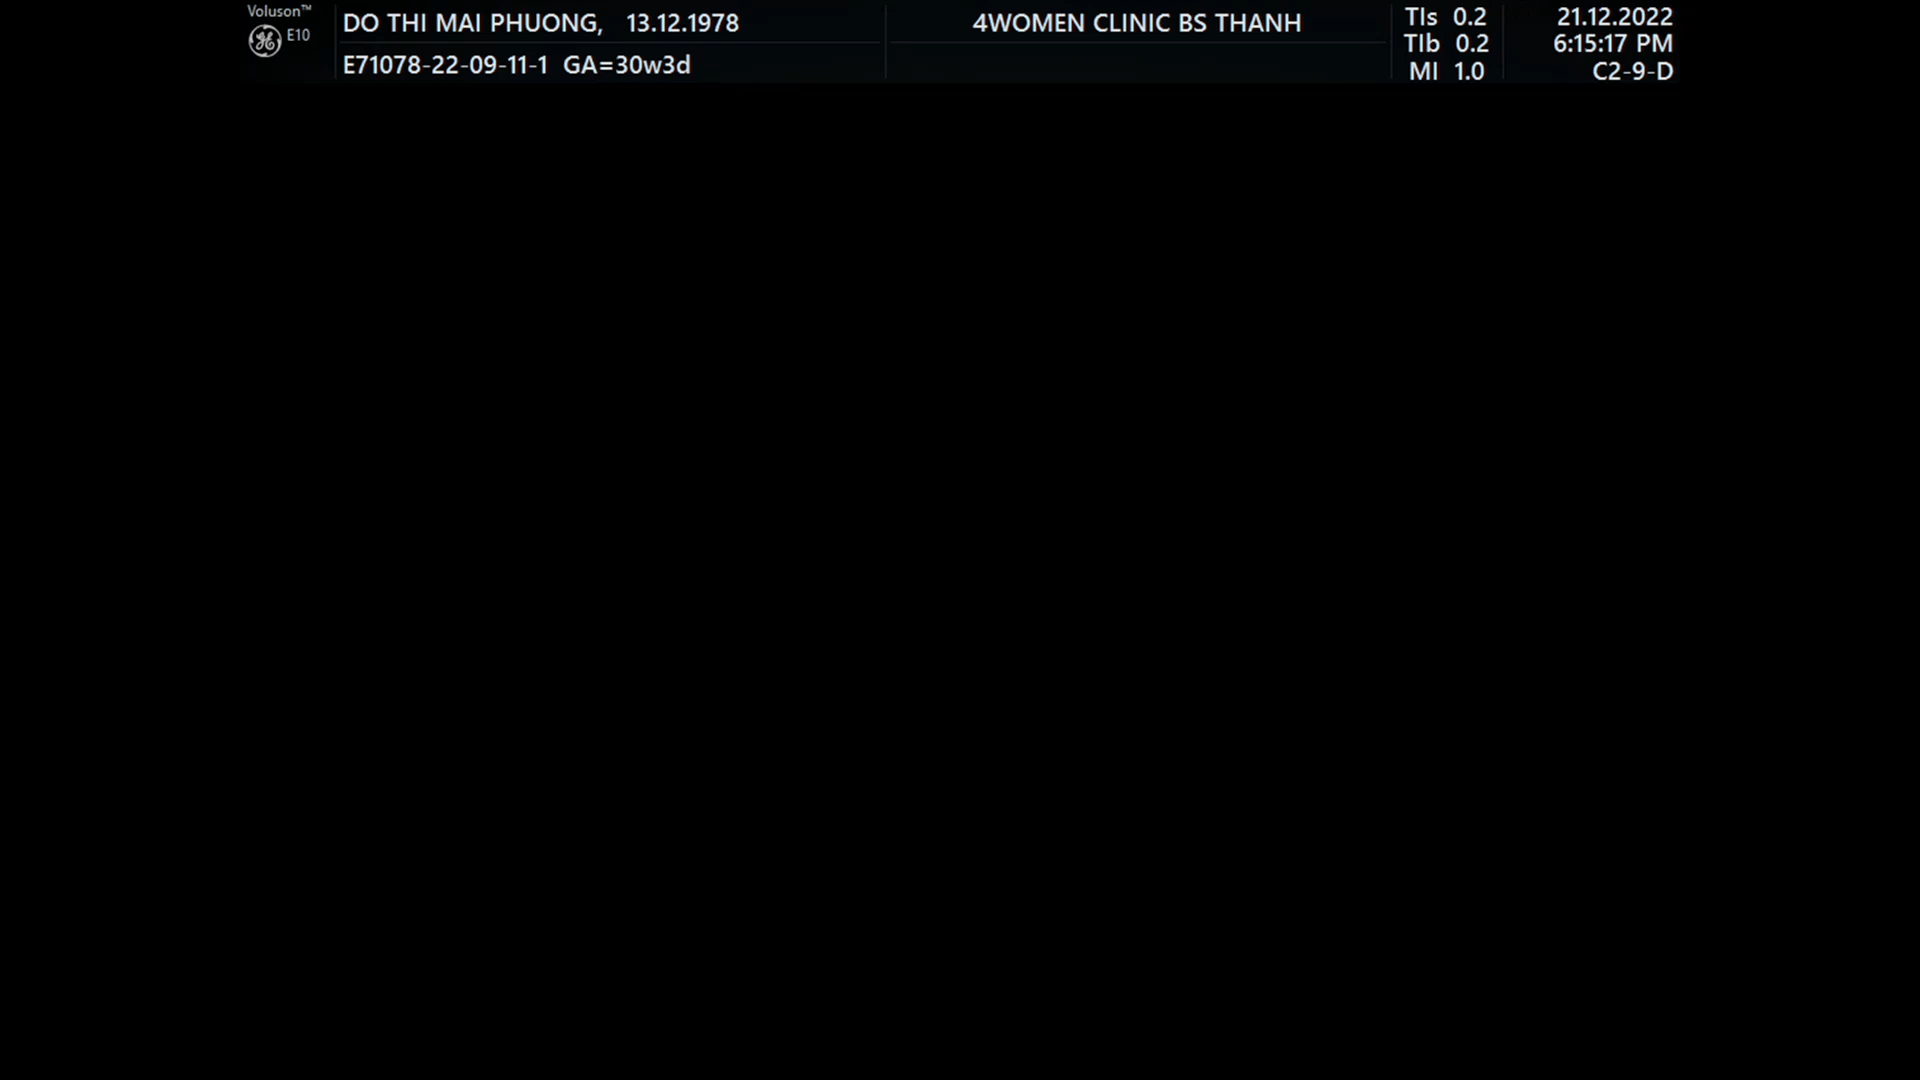 Voluson™
E10
DO THI MAI PHUONG, 13.12.1978
E71078-22-09-11-1 GA=30w3d
4WOMEN CLINIC BS THANH
TIs 0.2
TIb 0.2
MI 1.0
21.12.2022
6:15:17 PM
C2-9-D